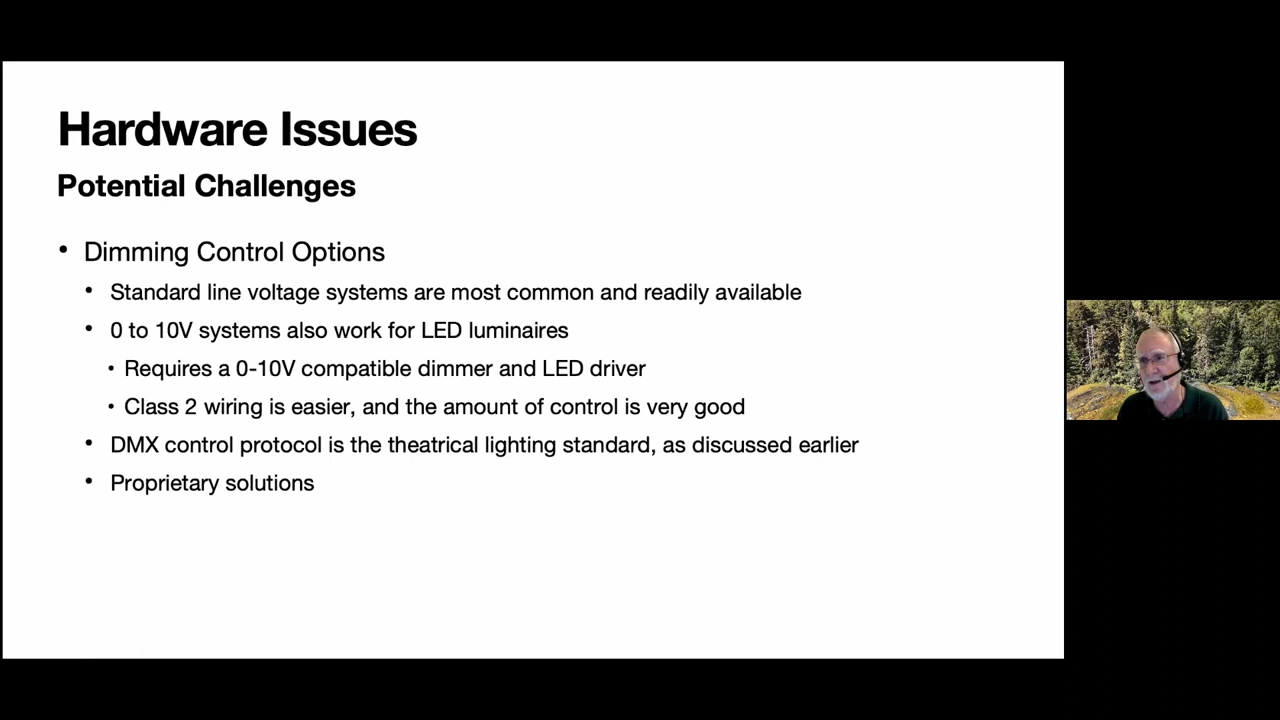 Hardware Issues
Potential Challenges
• Dimming Control Options
• Standard line voltage systems are most common and readily available
• 0 to 10V systems also work for LED luminaires
• Requires a 0-10V compatible dimmer and LED driver
• Class 2 wiring is easier, and the amount of control is very good
• DMX control protocol is the theatrical lighting standard, as discussed earlier
• Proprietary solutions